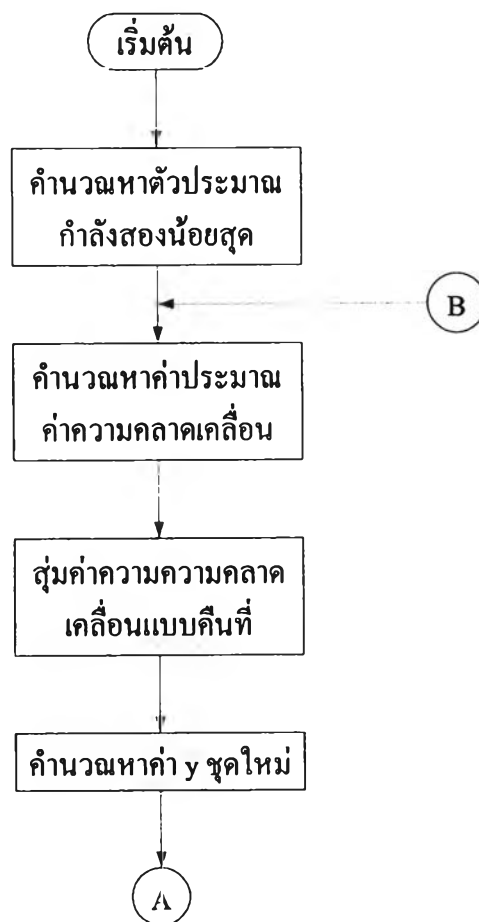 เริ่มต้น
คำนวณหาตัวประมาณ
กำลังสองน้อยสุด
B
คำนวณหาค่าประมาณ
ค่าความคลาดเคลื่อน
สุ่มค่าความความคลาด
เคลื่อนแบบคืนที่
คำนวณหาค่า y ชุดใหม่
A